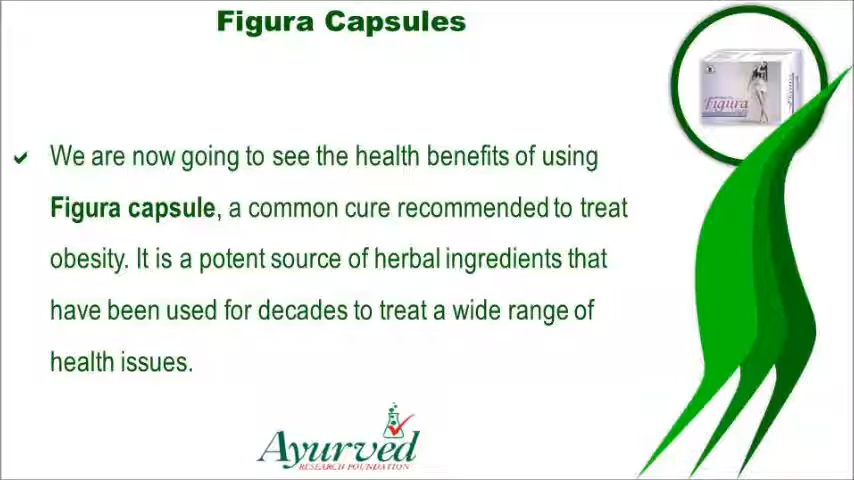 Figura Capsules
Figura
We are now going to see the health benefits of using
Figura capsule, a common cure recommended to treat
obesity. It is a potent source of herbal ingredients that
have been used for decades to treat a wide range of
health issues.
Ayurved
RESEARCH FOUNDATION